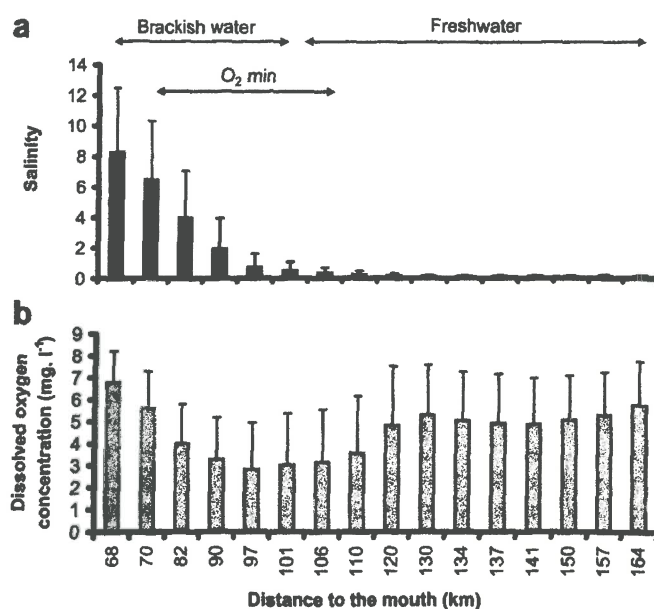 a
Brackish water
Freshwater
O₂ min
14
12
10
8
6
4
2
0
Salinity
b
9
8
7
6
5
4
3
2
1
0
Dissolved oxygen
concentration (mg. l⁻¹)
68 70 82 90 97 101 106 110 120 130 134 137 141 150 157 164
Distance to the mouth (km)